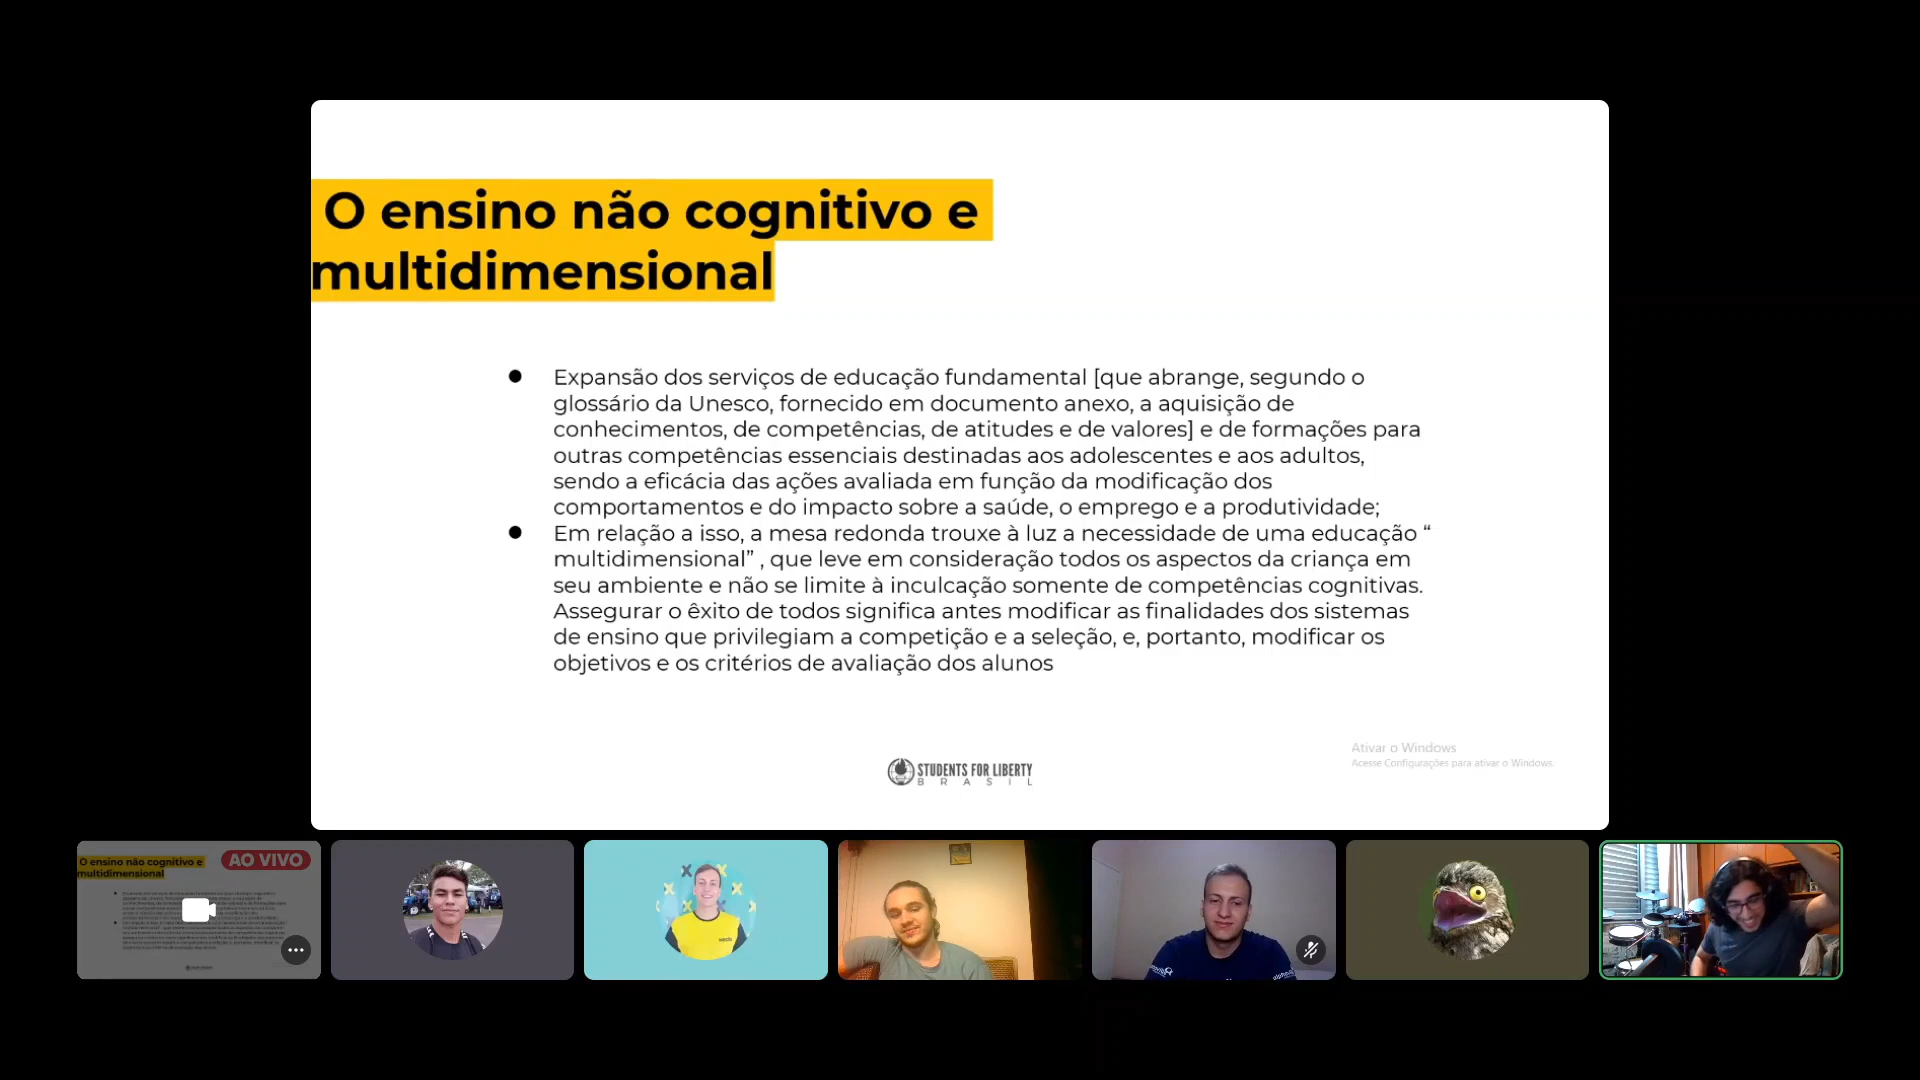 O ensino não cognitivo e
multidimensional
● Expansão dos serviços de educação fundamental [que abrange, segundo o
glossário da Unesco, fornecido em documento anexo, a aquisição de
conhecimentos, de competências, de atitudes e de valores] e de formações para
outras competências essenciais destinadas aos adolescentes e aos adultos,
sendo a eficácia das ações avaliada em função da modificação dos
comportamentos e do impacto sobre a saúde, o emprego e a produtividade;
● Em relação a isso, a mesa redonda trouxe à luz a necessidade de uma educação “
multidimensional” , que leve em consideração todos os aspectos da criança em
seu ambiente e não se limite à inculcação somente de competências cognitivas.
Assegurar o êxito de todos significa antes modificar as finalidades dos sistemas
de ensino que privilegiam a competição e a seleção, e, portanto, modificar os
objetivos e os critérios de avaliação dos alunos
Ativar o Windows
Acesse Configurações para ativar o Windows.
STUDENTS FOR LIBERTY
BRASIL
O ensino não cognitivo e
multidimensional
AO VIVO